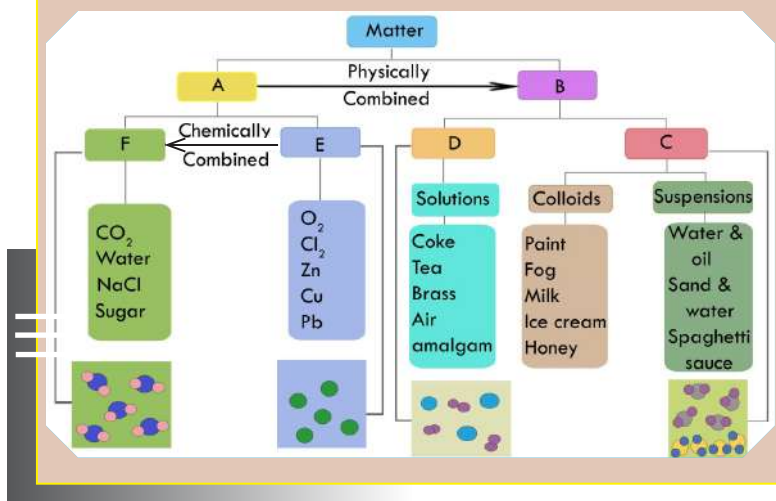 Matter
A
Physically
Combined
B
F
Chemically
Combined
E
D
C
Solutions
Colloids
Suspensions
CO₂
Water
NaCl
Sugar
O₂
Cl₂
Zn
Cu
Pb
Coke
Tea
Brass
Air
amalgam
Paint
Fog
Milk
Ice cream
Honey
Water &
oil
Sand &
water
Spaghetti
sauce